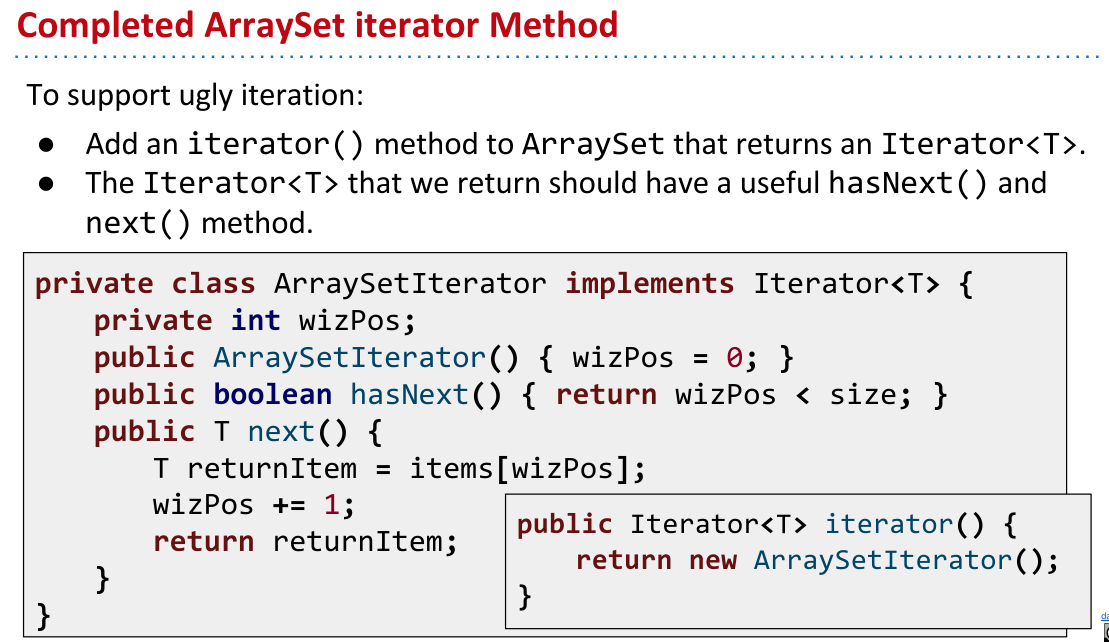 Completed ArraySet iterator Method
To support ugly iteration:
● Add an iterator() method to ArraySet that returns an Iterator<T>.
● The Iterator<T> that we return should have a useful hasNext() and
next() method.
private class ArraySetIterator implements Iterator<T> {
private int wizPos;
public ArraySetIterator() { wizPos = 0; }
public boolean hasNext() { return wizPos < size; }
public T next() {
T returnItem = items[wizPos];
wizPos += 1;
return returnItem;
}
}
public Iterator<T> iterator() {
return new ArraySetIterator();
}